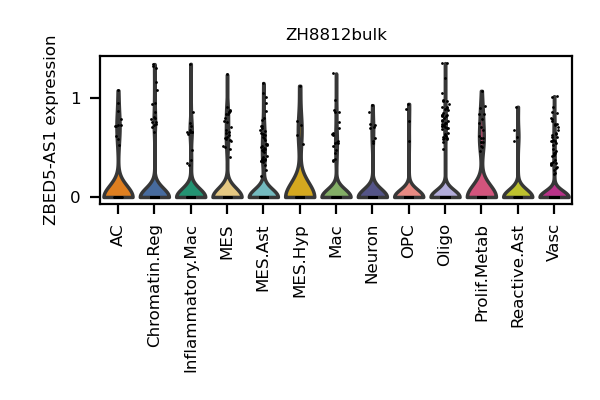 ZH8812bulk
ZBED5-AS1 expression
1
0
AC
Chromatin.Reg
Inflammatory.Mac
MES
MES.Ast
MES.Hyp
Mac
Neuron
OPC
Oligo
Prolif.Metab
Reactive.Ast
Vasc